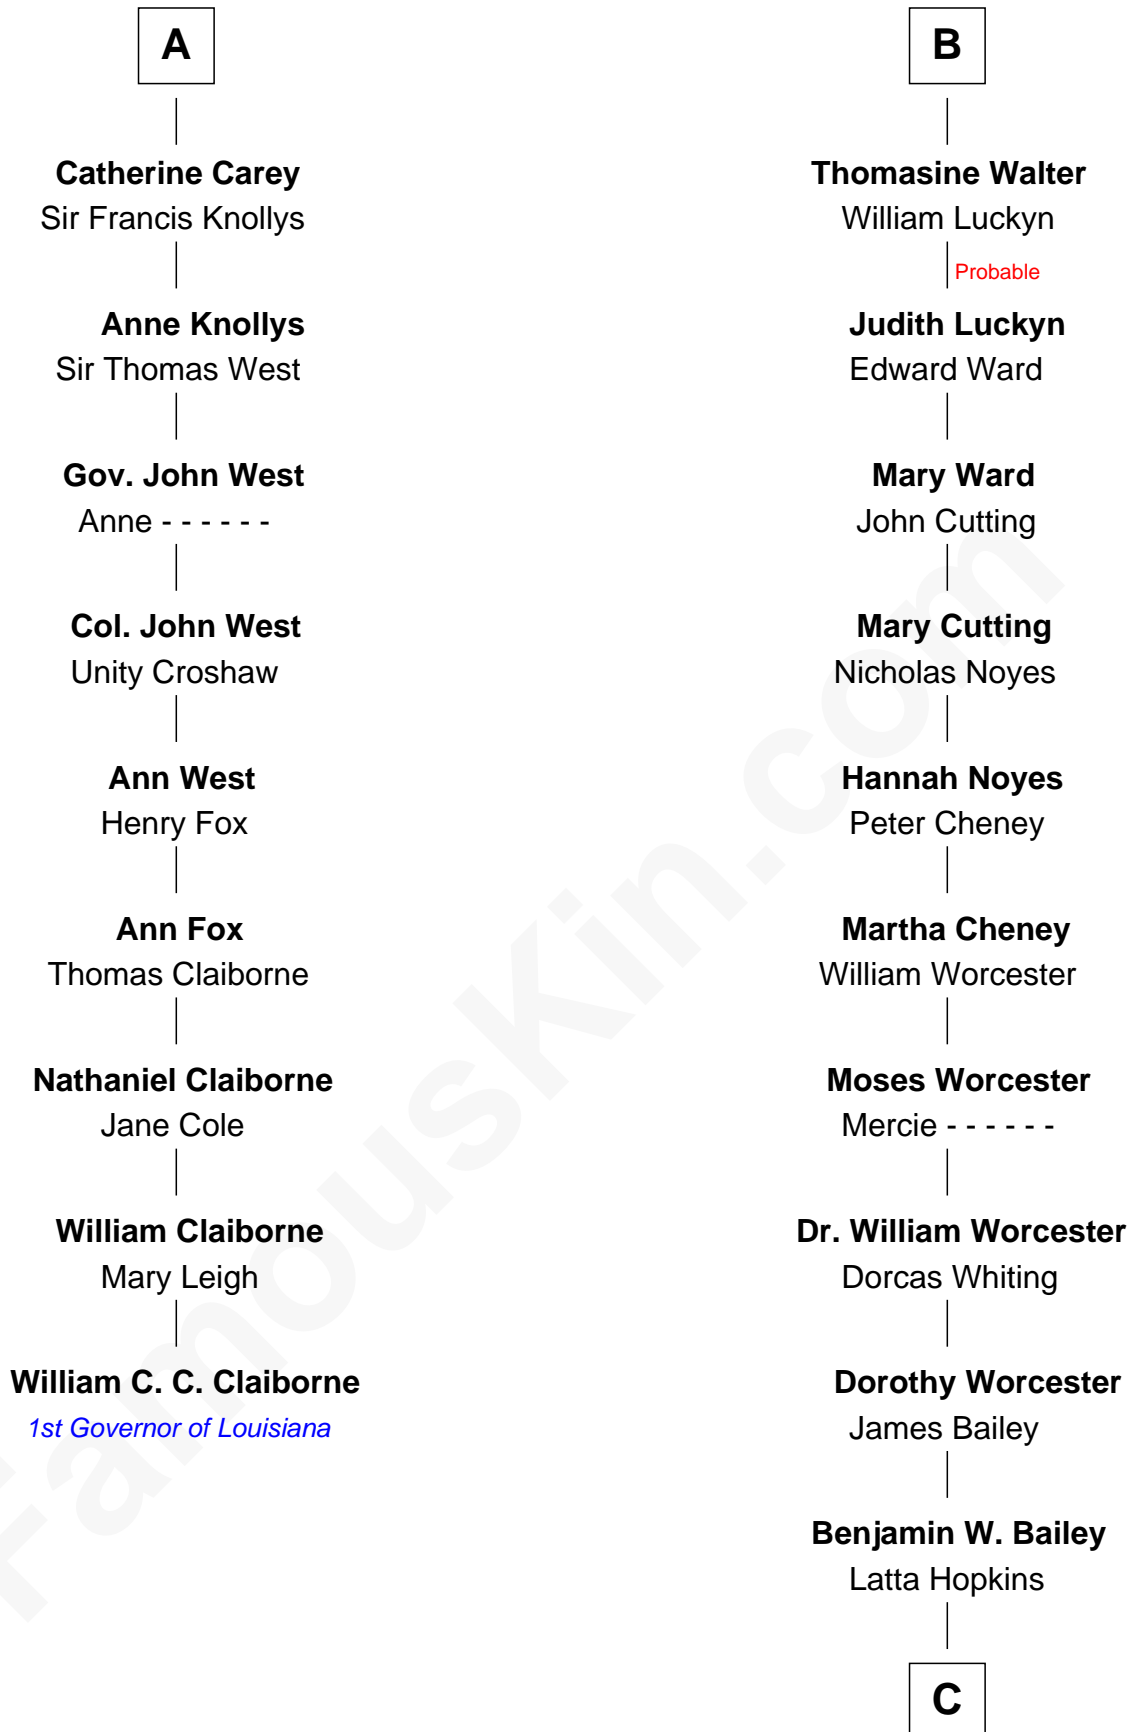 A
Catherine Carey
Sir Francis Knollys
Anne Knollys
Sir Thomas West
Gov. John West
Anne - - - - - -
Col. John West
Unity Croshaw
Ann West
Henry Fox
Ann Fox
Thomas Claiborne
Nathaniel Claiborne
Jane Cole
William Claiborne
Mary Leigh
William C. C. Claiborne
1st Governor of Louisiana
B
Thomasine Walter
William Luckyn
Probable
Judith Luckyn
Edward Ward
Mary Ward
John Cutting
Mary Cutting
Nicholas Noyes
Hannah Noyes
Peter Cheney
Martha Cheney
William Worcester
Moses Worcester
Mercie - - - - - -
Dr. William Worcester
Dorcas Whiting
Dorothy Worcester
James Bailey
Benjamin W. Bailey
Latta Hopkins
C
FamousKin.com